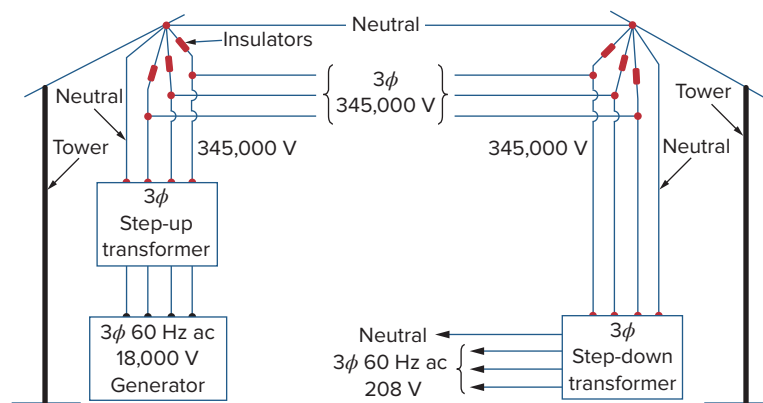 Neutral
Insulators
3ϕ
345,000 V
Neutral
Tower
345,000 V
Tower
345,000 V
Neutral
3ϕ
Step-up
transformer
3ϕ 60 Hz ac
18,000 V
Generator
Neutral
3ϕ 60 Hz ac
208 V
3ϕ
Step-down
transformer